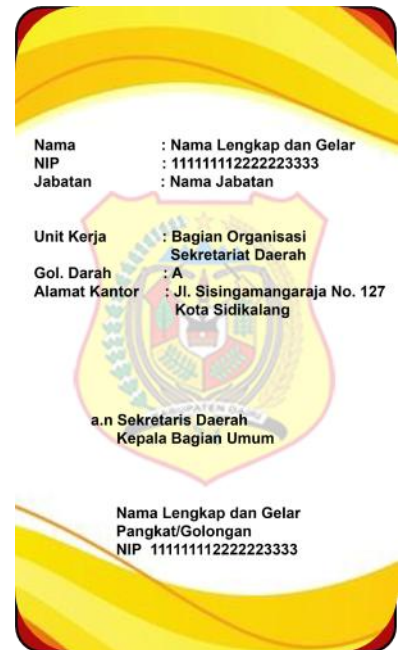 Nama : Nama Lengkap dan Gelar
NIP : 111111112222223333
Jabatan : Nama Jabatan
Unit Kerja : Bagian Organisasi
Sekretariat Daerah
Gol. Darah : A
Alamat Kantor : Jl. Sisingamangaraja No. 127
Kota Sidikalang
KABUPATEN DAIRI
a.n Sekretaris Daerah
Kepala Bagian Umum
Nama Lengkap dan Gelar
Pangkat/Golongan
NIP 111111112222223333